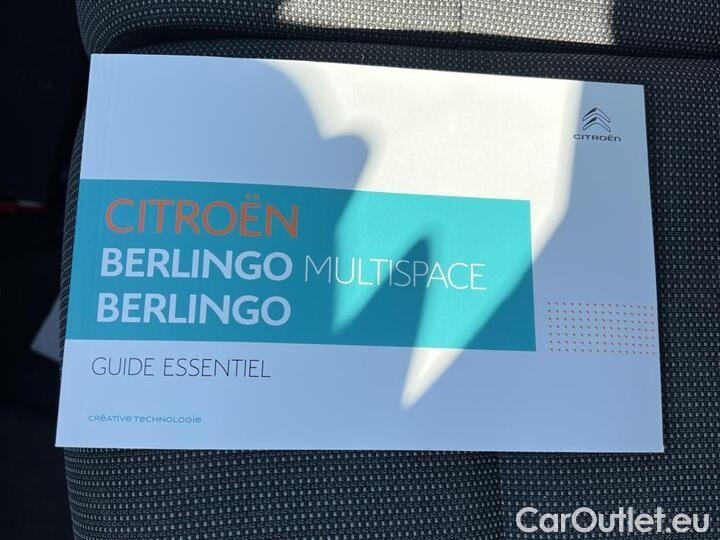 CITROËN
CITROËN
BERLINGO MULTISPACE
BERLINGO
GUIDE ESSENTIEL
CRÉATIVE TECHNOLOGIE
CarOutlet.eu